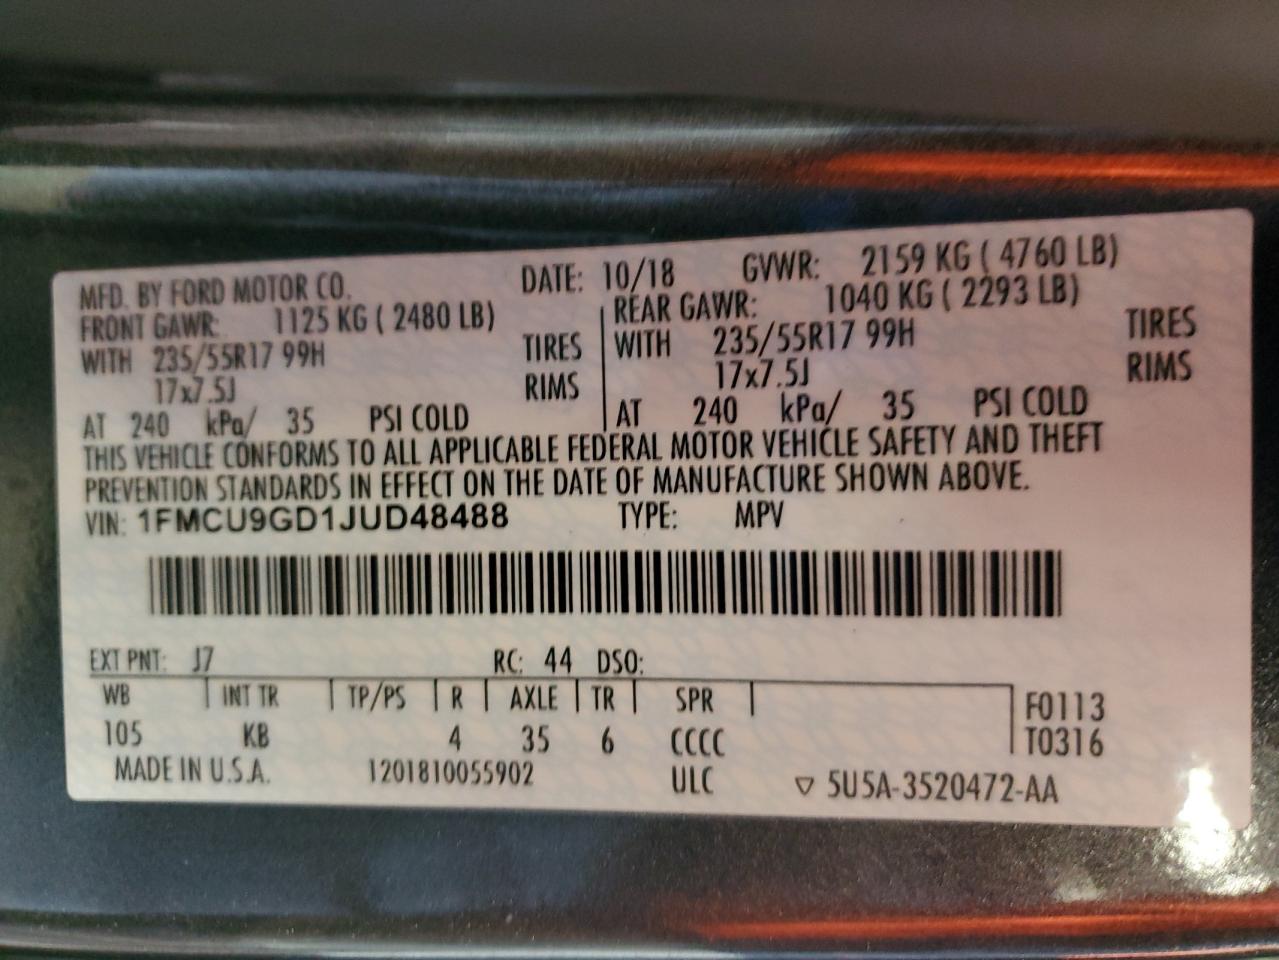 MFD. BY FORD MOTOR CO. DATE: 10/18 GVWR: 2159 KG ( 4760 LB)
FRONT GAWR: 1125 KG ( 2480 LB) REAR GAWR: 1040 KG ( 2293 LB)
WITH 235/55R17 99H TIRES WITH 235/55R17 99H TIRES
17x7.5J RIMS 17x7.5J RIMS
AT 240 kPa/ 35 PSI COLD AT 240 kPa/ 35 PSI COLD
THIS VEHICLE CONFORMS TO ALL APPLICABLE FEDERAL MOTOR VEHICLE SAFETY AND THEFT
PREVENTION STANDARDS IN EFFECT ON THE DATE OF MANUFACTURE SHOWN ABOVE.
VIN: 1FMCU9GD1JUD48488 TYPE: MPV
EXT PNT: J7 RC: 44 DSO:
WB INT TR TP/PS R AXLE TR SPR F0113
105 KB 4 35 6 CCCC T0316
MADE IN U.S.A. 1201810055902 ULC ▽ 5U5A-3520472-AA